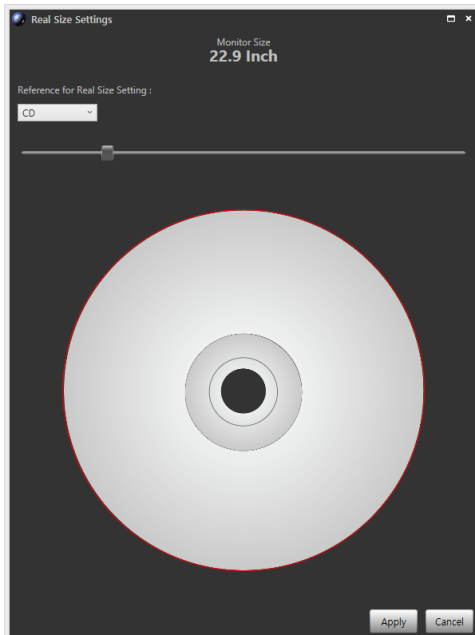 Real Size Settings
Monitor Size
22.9 Inch
Reference for Real Size Setting :
CD
Apply
Cancel